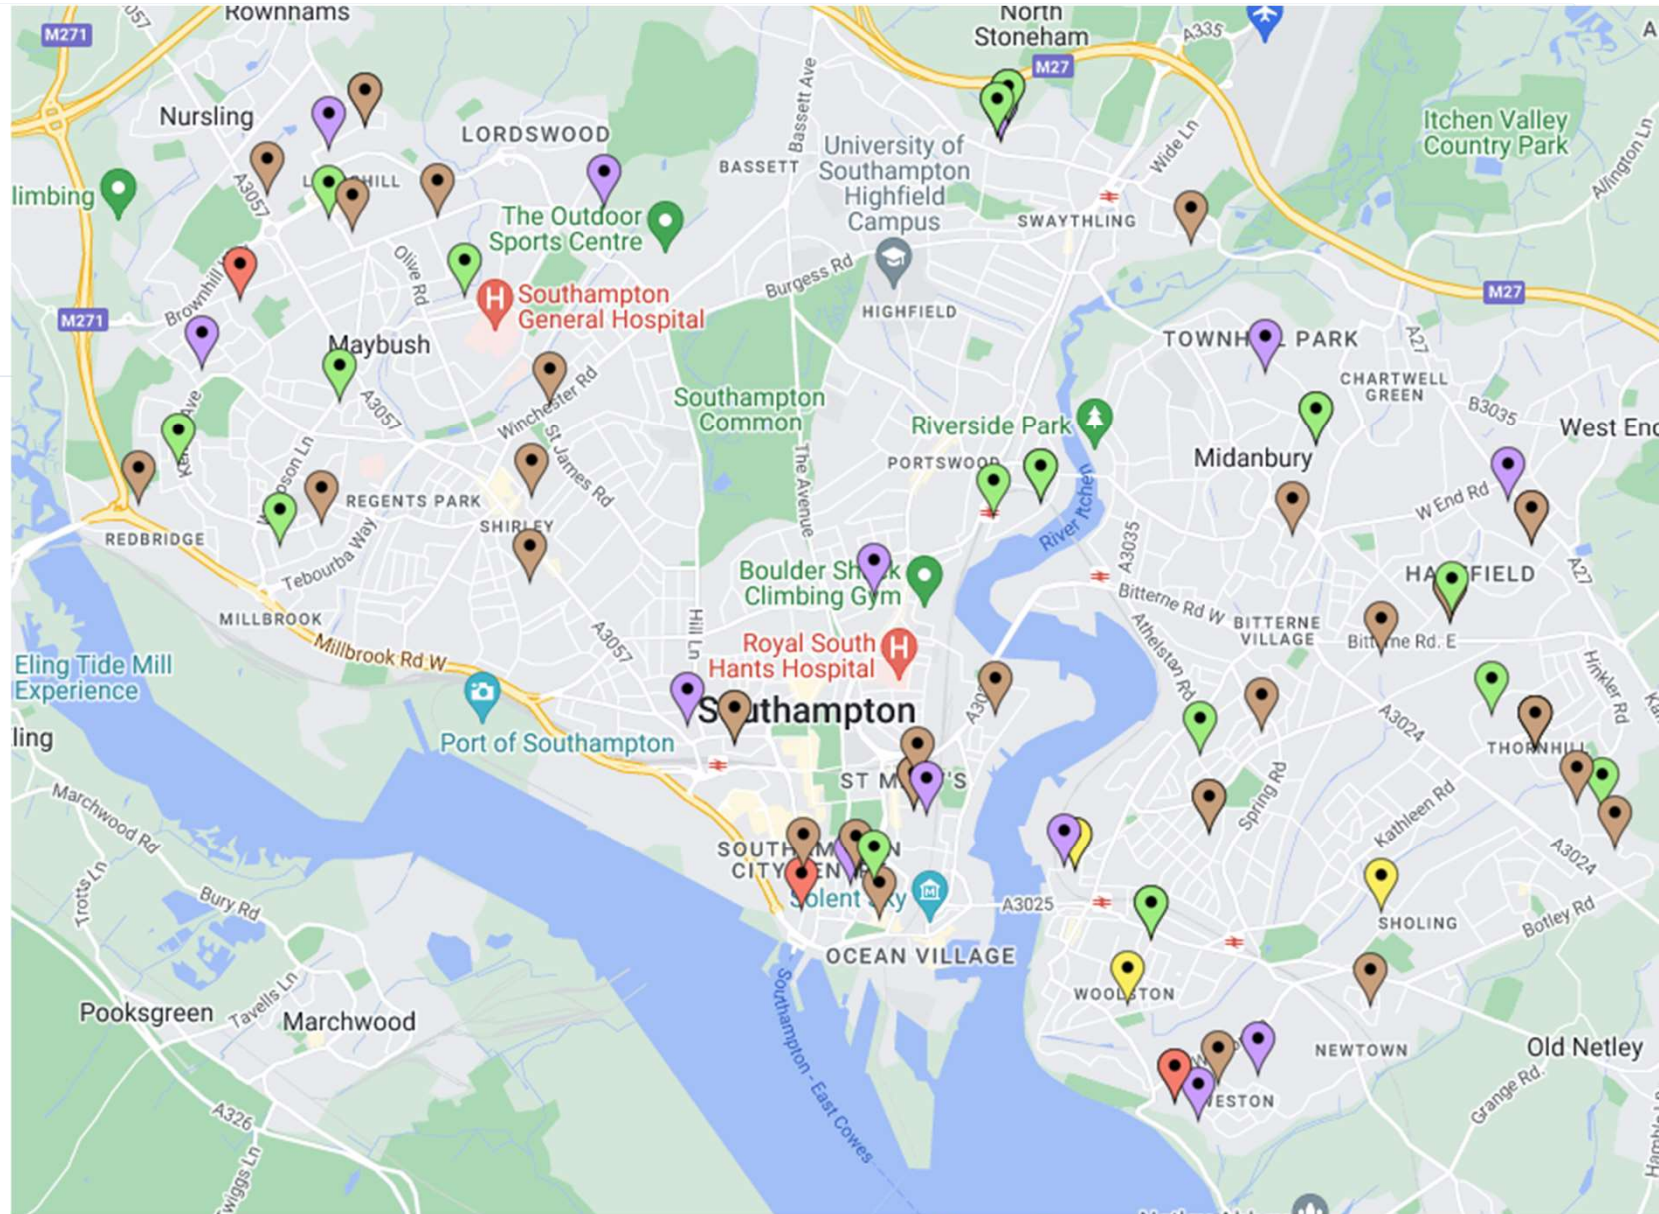 Rownhams
North
Stoneham
A335
M271
M27
Nursling
LORDSWOOD
Bassett Ave
BASSETT
University of
Southampton
Highfield
Campus
Wide Ln
Itchen Valley
Country Park
Allington Ln
limbing
A3057
The Outdoor
Sports Centre
SWAYTHLING
Olive Rd
Burgess Rd
HIGHFIELD
M27
M271
Southampton
General Hospital
Maybush
A3057
Winchester Rd
St James Rd
Southampton
Common
The Avenue
Riverside Park
PORTSWOOD
A27
CHARTWELL
GREEN
B3035
West End
Midanbury
W End Rd
REGENTS PARK
SHIRLEY
REDBRIDGE
Tebourba Way
River Itchen
A3035
A27
MILLBROOK
Millbrook Rd W
A3057
Hill Ln
Climbing Gym
Royal South
Hants Hospital
Bitterne Rd W
BITTERNE
VILLAGE
Athelstan Rd
Hinkler Rd
Eling Tide Mill
Experience
ling
Port of Southampton
Southampton
A3024
THORNHILL
Marchwood Rd
Trotts Ln
Bury Rd
Spring Rd
Kathleen Rd
A3024
Solent Sky
A3025
SHOLING
Botley Rd
OCEAN VILLAGE
WOOLSTON
Pooksgreen
Tavells Ln
Marchwood
Southampton - East Cowes
NEWTOWN
Old Netley
WESTON
Grange Rd.
A326